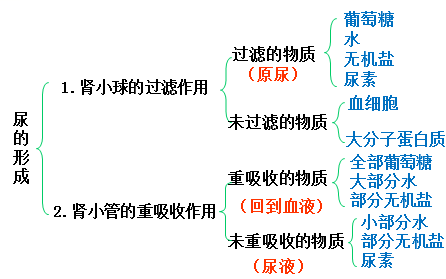 尿的形成
1.肾小球的过滤作用
过滤的物质
(原尿)
葡萄糖
水
无机盐
尿素
未过滤的物质
血细胞
大分子蛋白质
2.肾小管的重吸收作用
重吸收的物质
(回到血液)
全部葡萄糖
大部分水
部分无机盐
未重吸收的物质
(尿液)
小部分水
部分无机盐
尿素